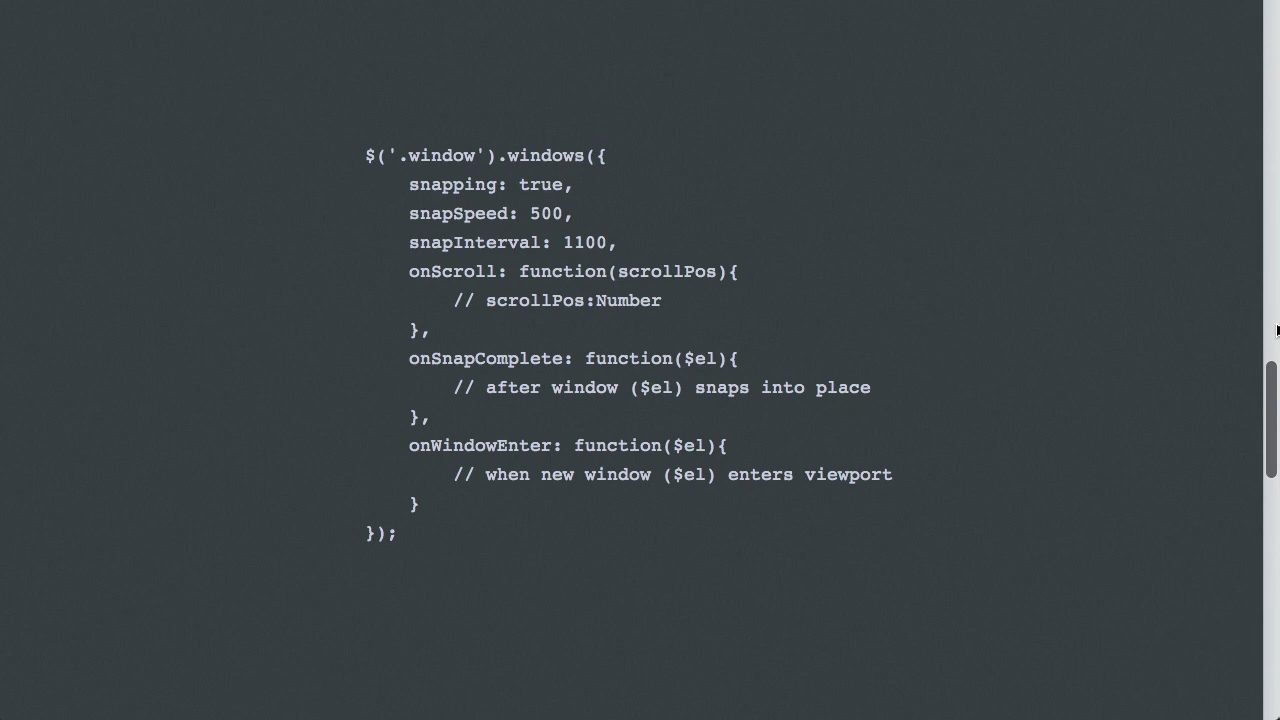 $('.window').windows({
    snapping: true,
    snapSpeed: 500,
    snapInterval: 1100,
    onScroll: function(scrollPos){
        // scrollPos:Number
    },
    onSnapComplete: function($el){
        // after window ($el) snaps into place
    },
    onWindowEnter: function($el){
        // when new window ($el) enters viewport
    }
});